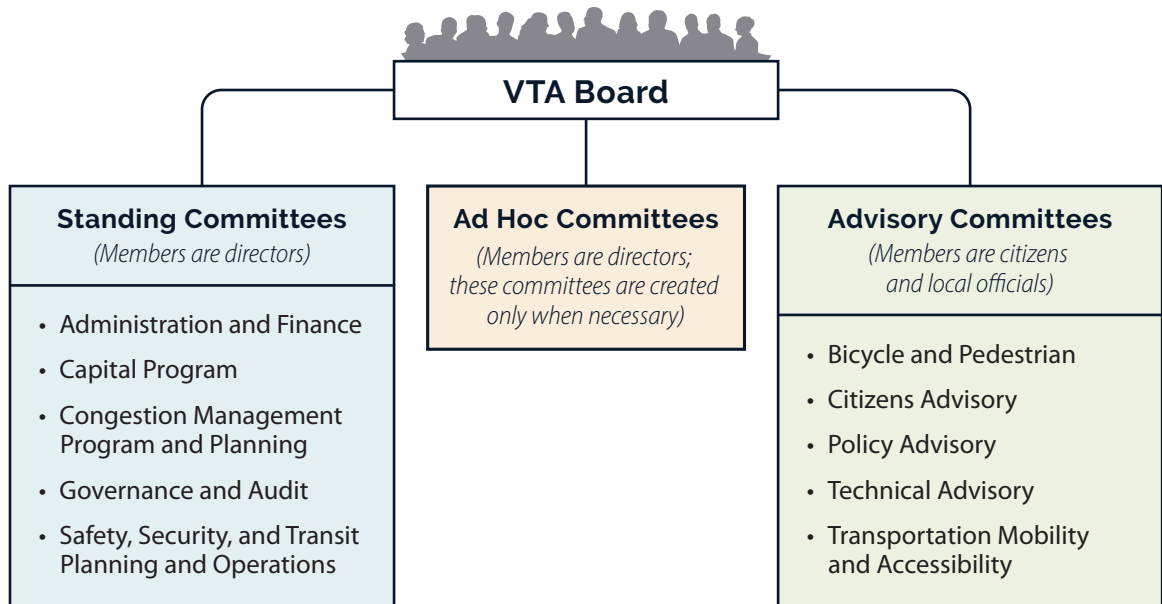 VTA Board
Standing Committees
(Members are directors)
• Administration and Finance
• Capital Program
• Congestion Management
Program and Planning
• Governance and Audit
• Safety, Security, and Transit
Planning and Operations
Ad Hoc Committees
(Members are directors;
these committees are created
only when necessary)
Advisory Committees
(Members are citizens
and local officials)
• Bicycle and Pedestrian
• Citizens Advisory
• Policy Advisory
• Technical Advisory
• Transportation Mobility
and Accessibility